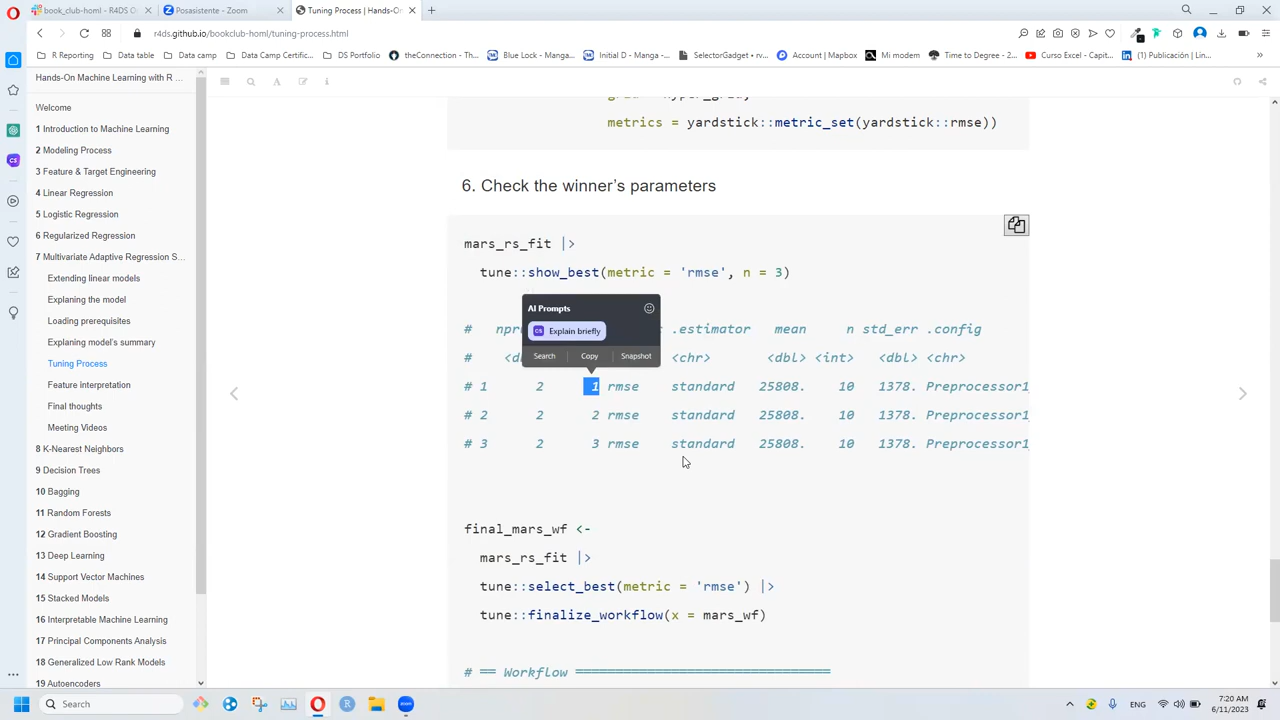 book_club-homl - R4DS O
Posasistente - Zoom
Tuning Process | Hands-On
r4ds.github.io/bookclub-homl/tuning-process.html
R Reporting
Data table
Data camp
Data Camp Certific...
DS Portfolio
theConnection - Th...
Blue Lock - Manga...
Initial D - Manga -...
SelectorGadget • rv...
Account | Mapbox
Mi modem
Time to Degree - 2...
Curso Excel – Capit...
(1) Publicación | Lin...
Hands-On Machine Learning with R ...
Welcome
1 Introduction to Machine Learning
2 Modeling Process
3 Feature & Target Engineering
4 Linear Regression
5 Logistic Regression
6 Regularized Regression
7 Multivariate Adaptive Regression S...
Extending linear models
Explaning the model
Loading prerequisites
Explaning model's summary
Tuning Process
Feature interpretation
Final thoughts
Meeting Videos
8 K-Nearest Neighbors
9 Decision Trees
10 Bagging
11 Random Forests
12 Gradient Boosting
13 Deep Learning
14 Support Vector Machines
15 Stacked Models
16 Interpretable Machine Learning
17 Principal Components Analysis
18 Generalized Low Rank Models
19 Autoencoders
metrics = yardstick::metric_set(yardstick::rmse))
6. Check the winner's parameters
mars_rs_fit |>
tune::show_best(metric = 'rmse', n = 3)
AI Prompts
Explain briefly
Search Copy Snapshot
# .estimator mean n std_err .config
# <chr> <dbl> <int> <dbl> <chr>
# 1 2 1 rmse standard 25808. 10 1378. Preprocessor1
# 2 2 2 rmse standard 25808. 10 1378. Preprocessor1
# 3 2 3 rmse standard 25808. 10 1378. Preprocessor1
final_mars_wf <-
mars_rs_fit |>
tune::select_best(metric = 'rmse') |>
tune::finalize_workflow(x = mars_wf)
# == Workflow ================================
Search
ENG
7:20 AM
6/11/2023